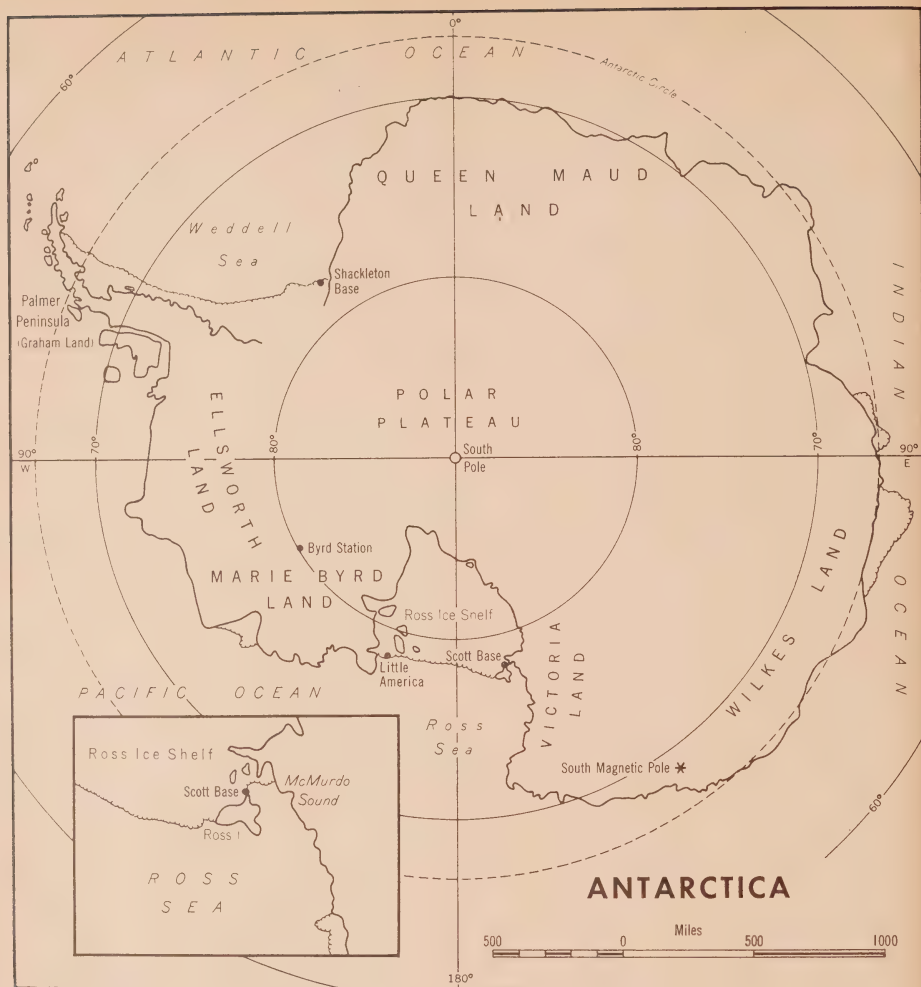 0°
ATLANTIC OCEAN
60°
Antarctic Circle
QUEEN MAUD
LAND
Weddell
Sea
Shackleton
Base
Palmer
Peninsula
(Graham Land)
INDIAN
OCEAN
POLAR
PLATEAU
ELLSWORTH
LAND
90°
W
70°
80°
South
Pole
80°
70°
90°
E
Byrd Station
MARIE BYRD
LAND
Ross Ice Shelf
Little
America
Scott Base
VICTORIA
LAND
WILKES LAND
PACIFIC OCEAN
Ross
Sea
South Magnetic Pole
60°
Ross Ice Shelf
Scott Base
McMurdo
Sound
Ross I
ROSS
SEA
ANTARCTICA
Miles
500 0 500 1000
180°